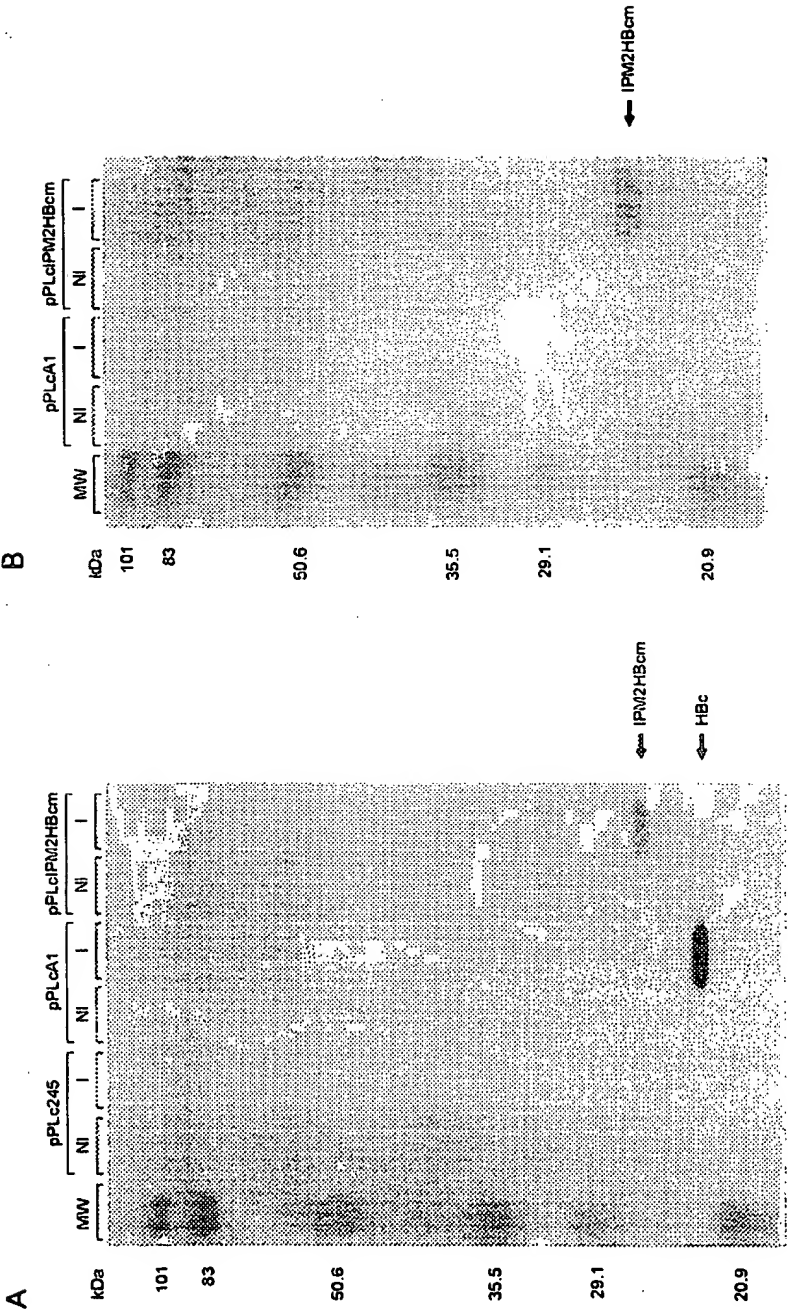 A
pPLc245 pPLcA1 pPLcIPM2HBcm
MW NI I NI I NI I
kDa
101
83
50.6
35.5
29.1
20.9
IPM2HBcm
HBc
B
pPLcA1 pPLcIPM2HBcm
MW NI I NI I
kDa
101
83
50.6
35.5
29.1
20.9
IPM2HBcm